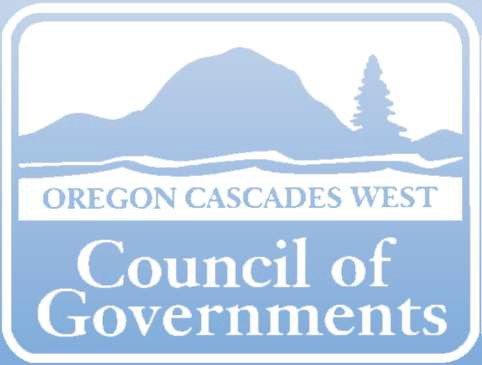 OREGON CASCADES WEST
Council of
Governments